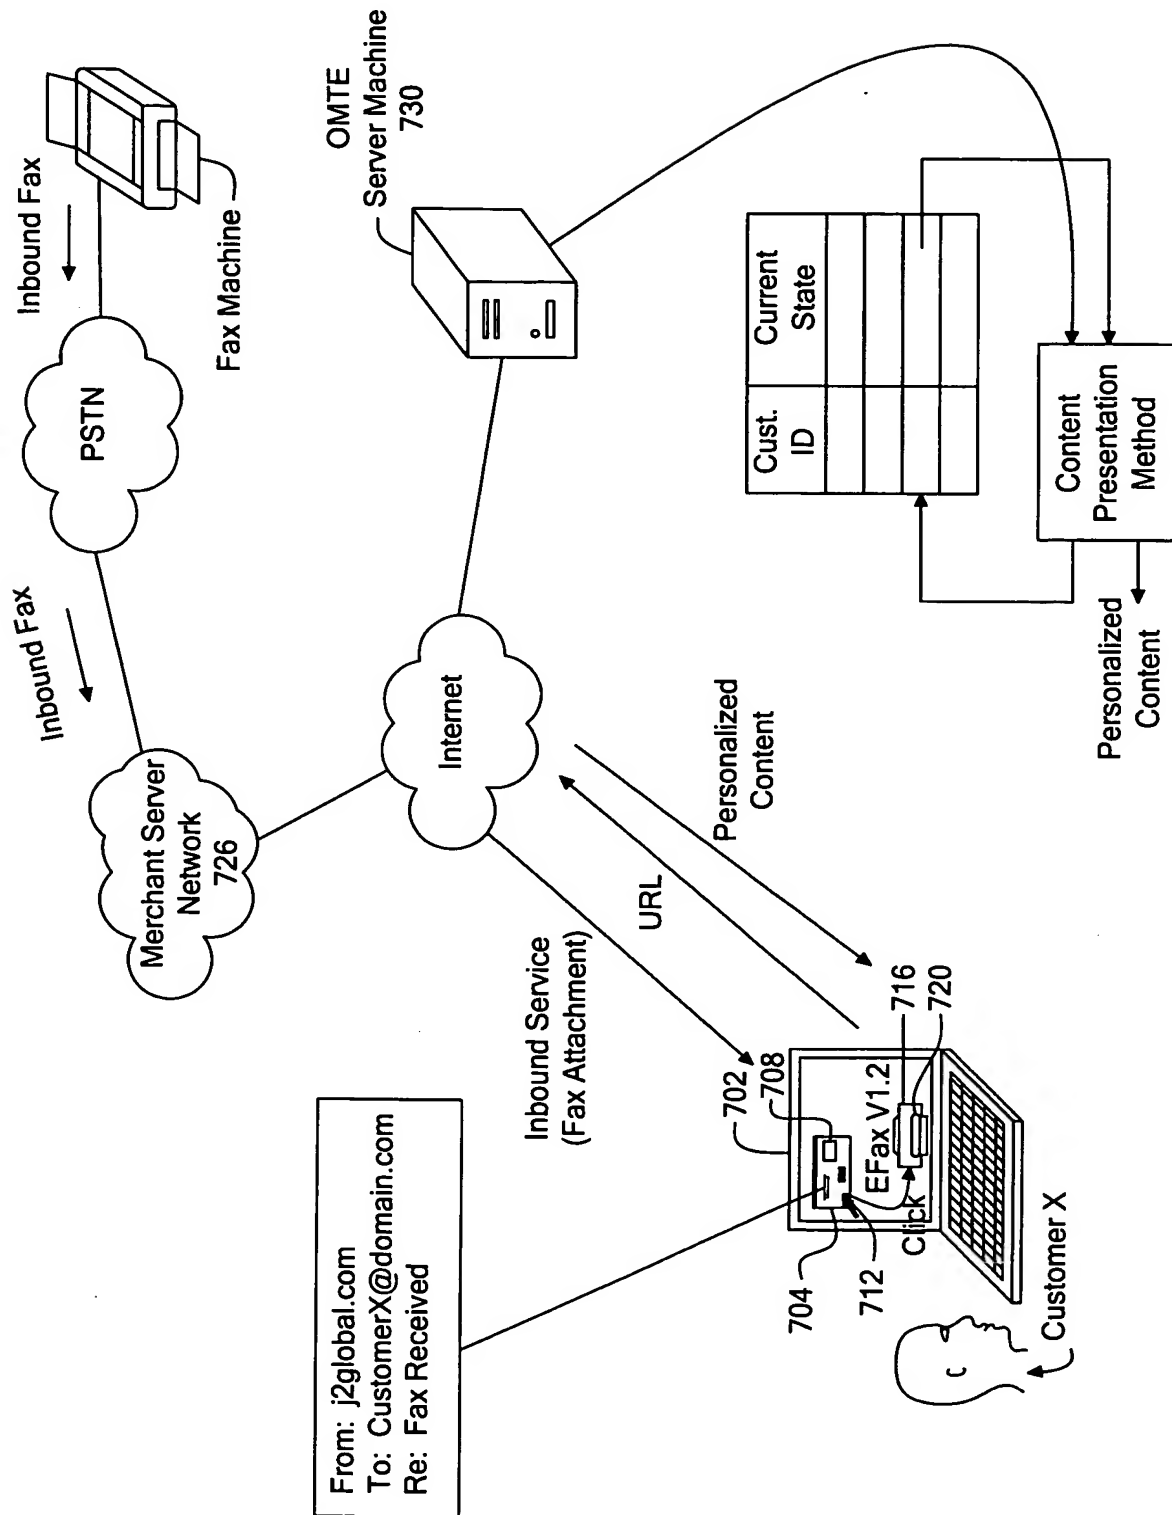 Inbound Fax
Fax Machine
PSTN
Inbound Fax
Merchant Server
Network
726
OMTE
Server Machine
730
Internet
Cust.
ID
Current
State
Content
Presentation
Method
Personalized
Content
Personalized
Content
URL
Inbound Service
(Fax Attachment)
From: j2global.com
To: CustomerX@domain.com
Re: Fax Received
702
708
704
712
716
720
EFax V1.2
Click
Customer X